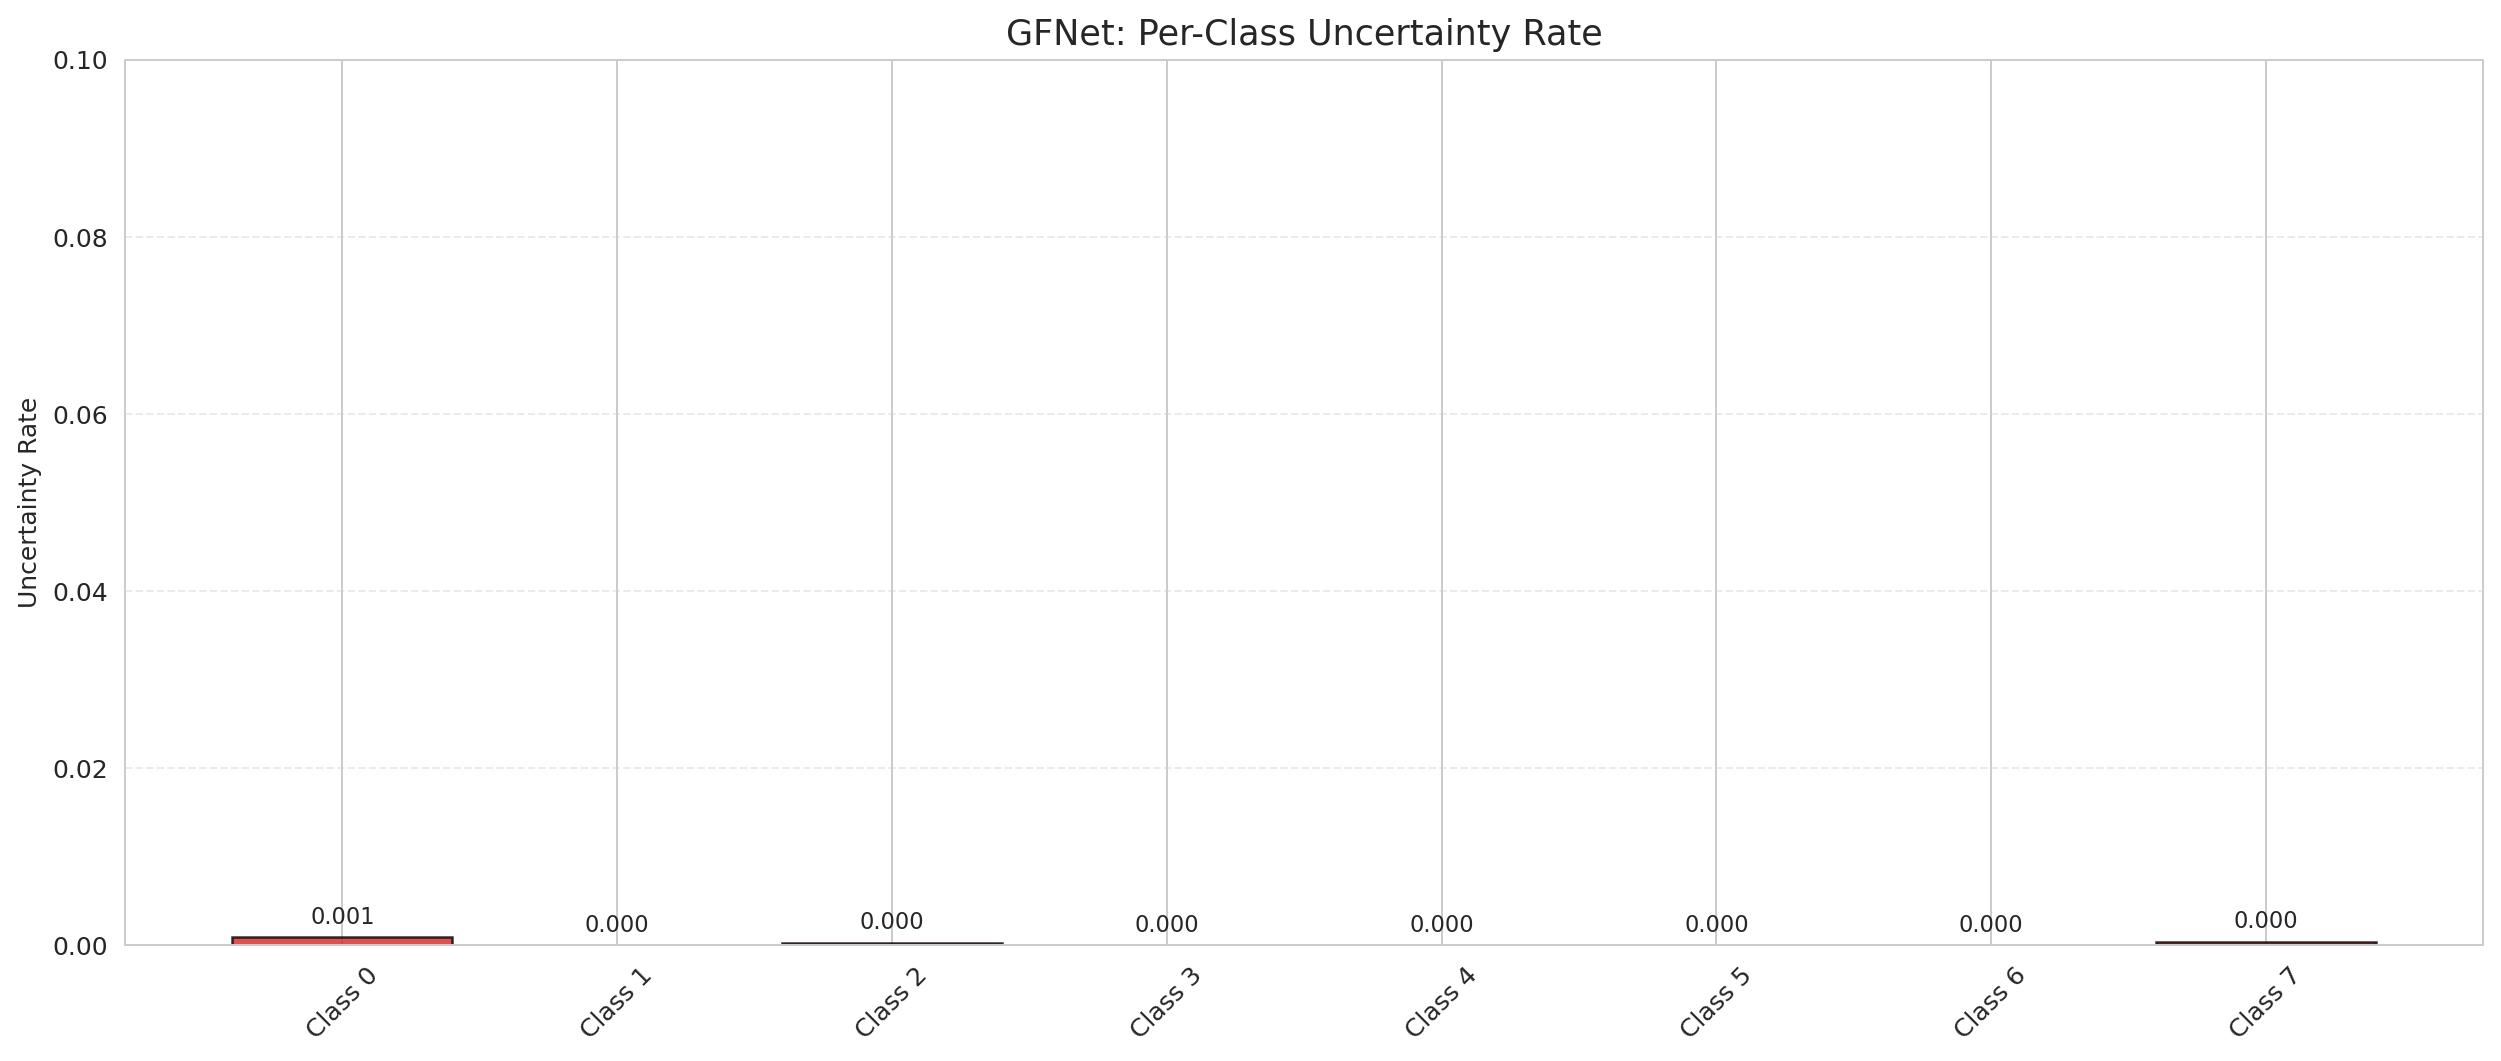 GFNet: Per-Class Uncertainty Rate
Uncertainty Rate
0.10
0.08
0.06
0.04
0.02
0.00
0.001
0.000
0.000
0.000
0.000
0.000
0.000
0.000
Class 0
Class 1
Class 2
Class 3
Class 4
Class 5
Class 6
Class 7